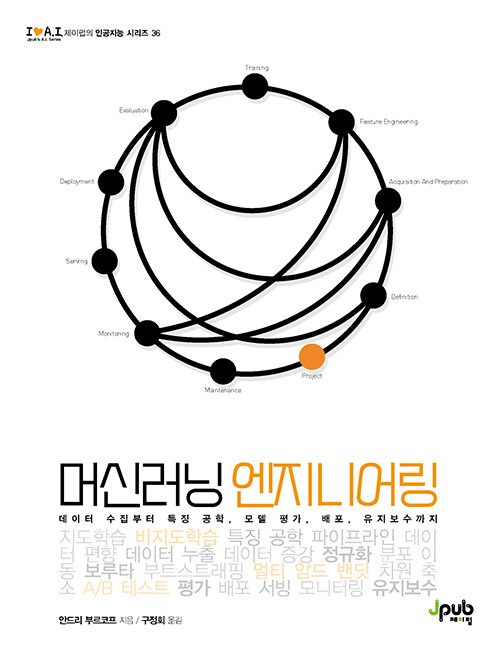 I♥A.I 제이펍의 인공지능 시리즈 36
Jpub's A.I. Series
Training
Evaluation
Feature Engineering
Deployment
Acquisition And Preparation
Serving
Definition
Monitoring
Project
Maintenance
머신러닝 엔지니어링
데이터 수집부터 특징 공학, 모델 평가, 배포, 유지보수까지
지도학습 비지도학습 특징 공학 파이프라인 데이
터 편향 데이터 누출 데이터 증강 정규화 분포 이
동 보루타 부트스트래핑 멀티 암드 밴딧 차원 축
소 A/B 테스트 평가 배포 서빙 모니터링 유지보수
Jpub
제이펍
안드리 부르코프 지음 / 구정회 옮김